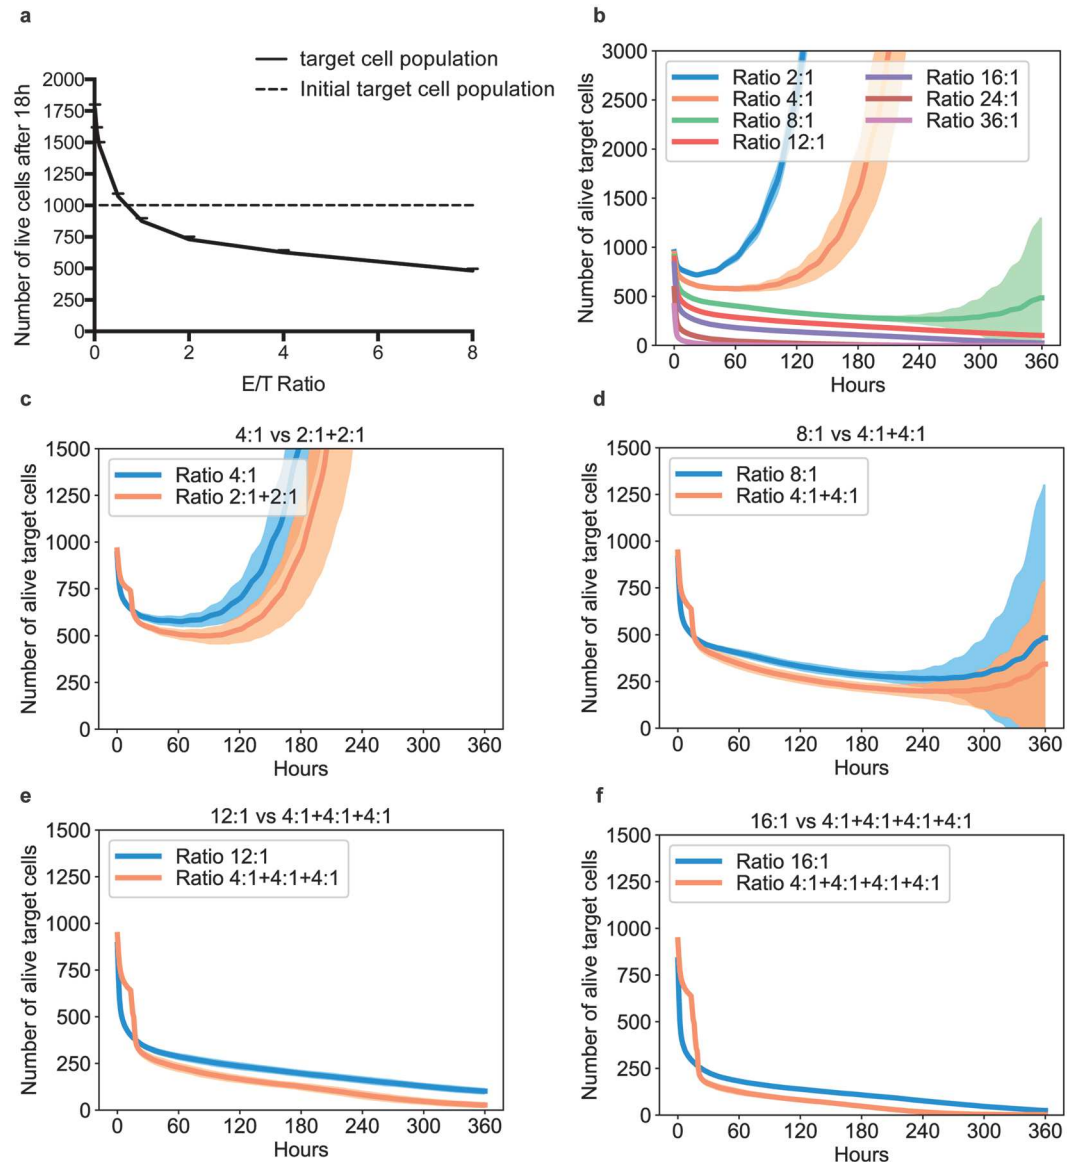 a
target cell population
Initial target cell population
Number of live cells after 18h
2000
1750
1500
1250
1000
750
500
250
0
0 2 4 6 8
E/T Ratio
b
Number of alive target cells
3000
2500
2000
1500
1000
500
0
Ratio 2:1
Ratio 4:1
Ratio 8:1
Ratio 12:1
Ratio 16:1
Ratio 24:1
Ratio 36:1
0 60 120 180 240 300 360
Hours
c
4:1 vs 2:1+2:1
Number of alive target cells
1500
1250
1000
750
500
250
0
Ratio 4:1
Ratio 2:1+2:1
0 60 120 180 240 300 360
Hours
d
8:1 vs 4:1+4:1
Number of alive target cells
1500
1250
1000
750
500
250
0
Ratio 8:1
Ratio 4:1+4:1
0 60 120 180 240 300 360
Hours
e
12:1 vs 4:1+4:1+4:1
Number of alive target cells
1500
1250
1000
750
500
250
0
Ratio 12:1
Ratio 4:1+4:1+4:1
0 60 120 180 240 300 360
Hours
f
16:1 vs 4:1+4:1+4:1+4:1
Number of alive target cells
1500
1250
1000
750
500
250
0
Ratio 16:1
Ratio 4:1+4:1+4:1+4:1
0 60 120 180 240 300 360
Hours